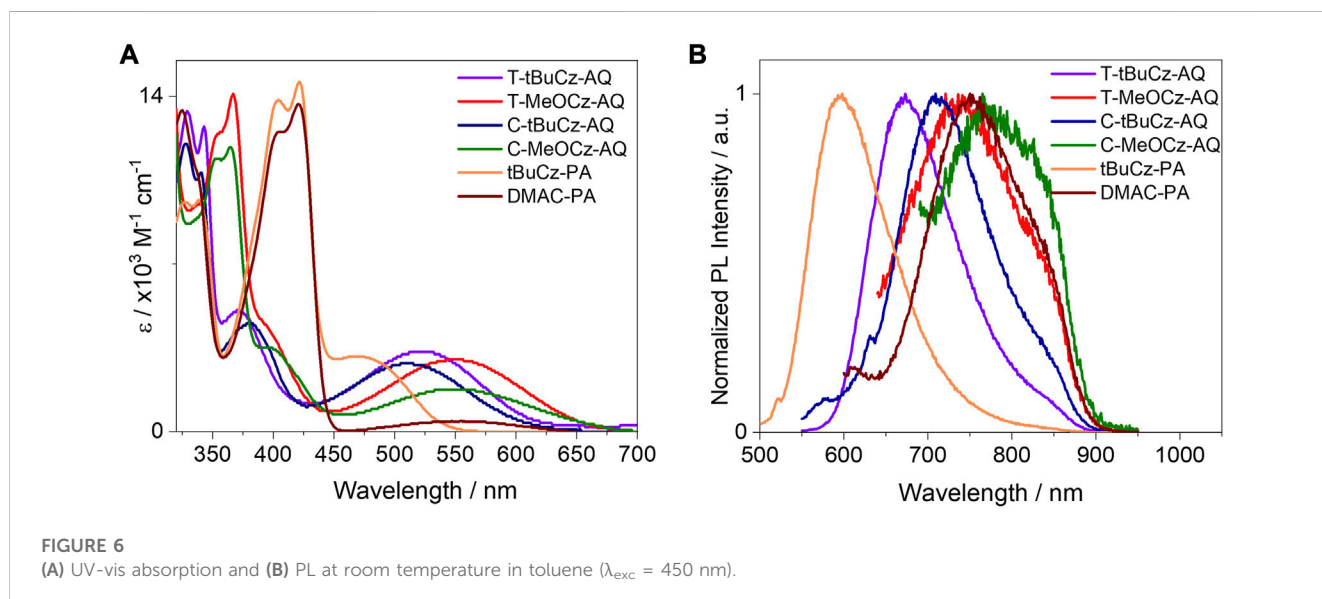 A
ε / x10³ M⁻¹ cm⁻¹
14
0
T-tBuCz-AQ
T-MeOCz-AQ
C-tBuCz-AQ
C-MeOCz-AQ
tBuCz-PA
DMAC-PA
350 400 450 500 550 600 650 700
Wavelength / nm
B
Normalized PL Intensity / a.u.
1
0
T-tBuCz-AQ
T-MeOCz-AQ
C-tBuCz-AQ
C-MeOCz-AQ
tBuCz-PA
DMAC-PA
500 600 700 800 900 1000
Wavelength / nm
FIGURE 6
(A) UV-vis absorption and (B) PL at room temperature in toluene (λexc = 450 nm).